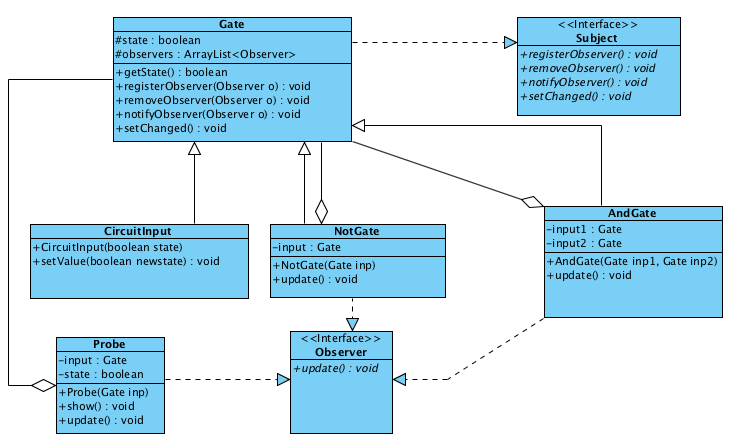 Gate
#state : boolean
#observers : ArrayList<Observer>
+getState() : boolean
+registerObserver(Observer o) : void
+removeObserver(Observer o) : void
+notifyObserver(Observer o) : void
+setChanged() : void
<<Interface>>
Subject
+registerObserver() : void
+removeObserver() : void
+notifyObserver() : void
+setChanged() : void
CircuitInput
+CircuitInput(boolean state)
+setValue(boolean newstate) : void
NotGate
-input : Gate
+NotGate(Gate inp)
+update() : void
AndGate
-input1 : Gate
-input2 : Gate
+AndGate(Gate inp1, Gate inp2)
+update() : void
Probe
-input : Gate
-state : boolean
+Probe(Gate inp)
+show() : void
+update() : void
<<Interface>>
Observer
+update() : void